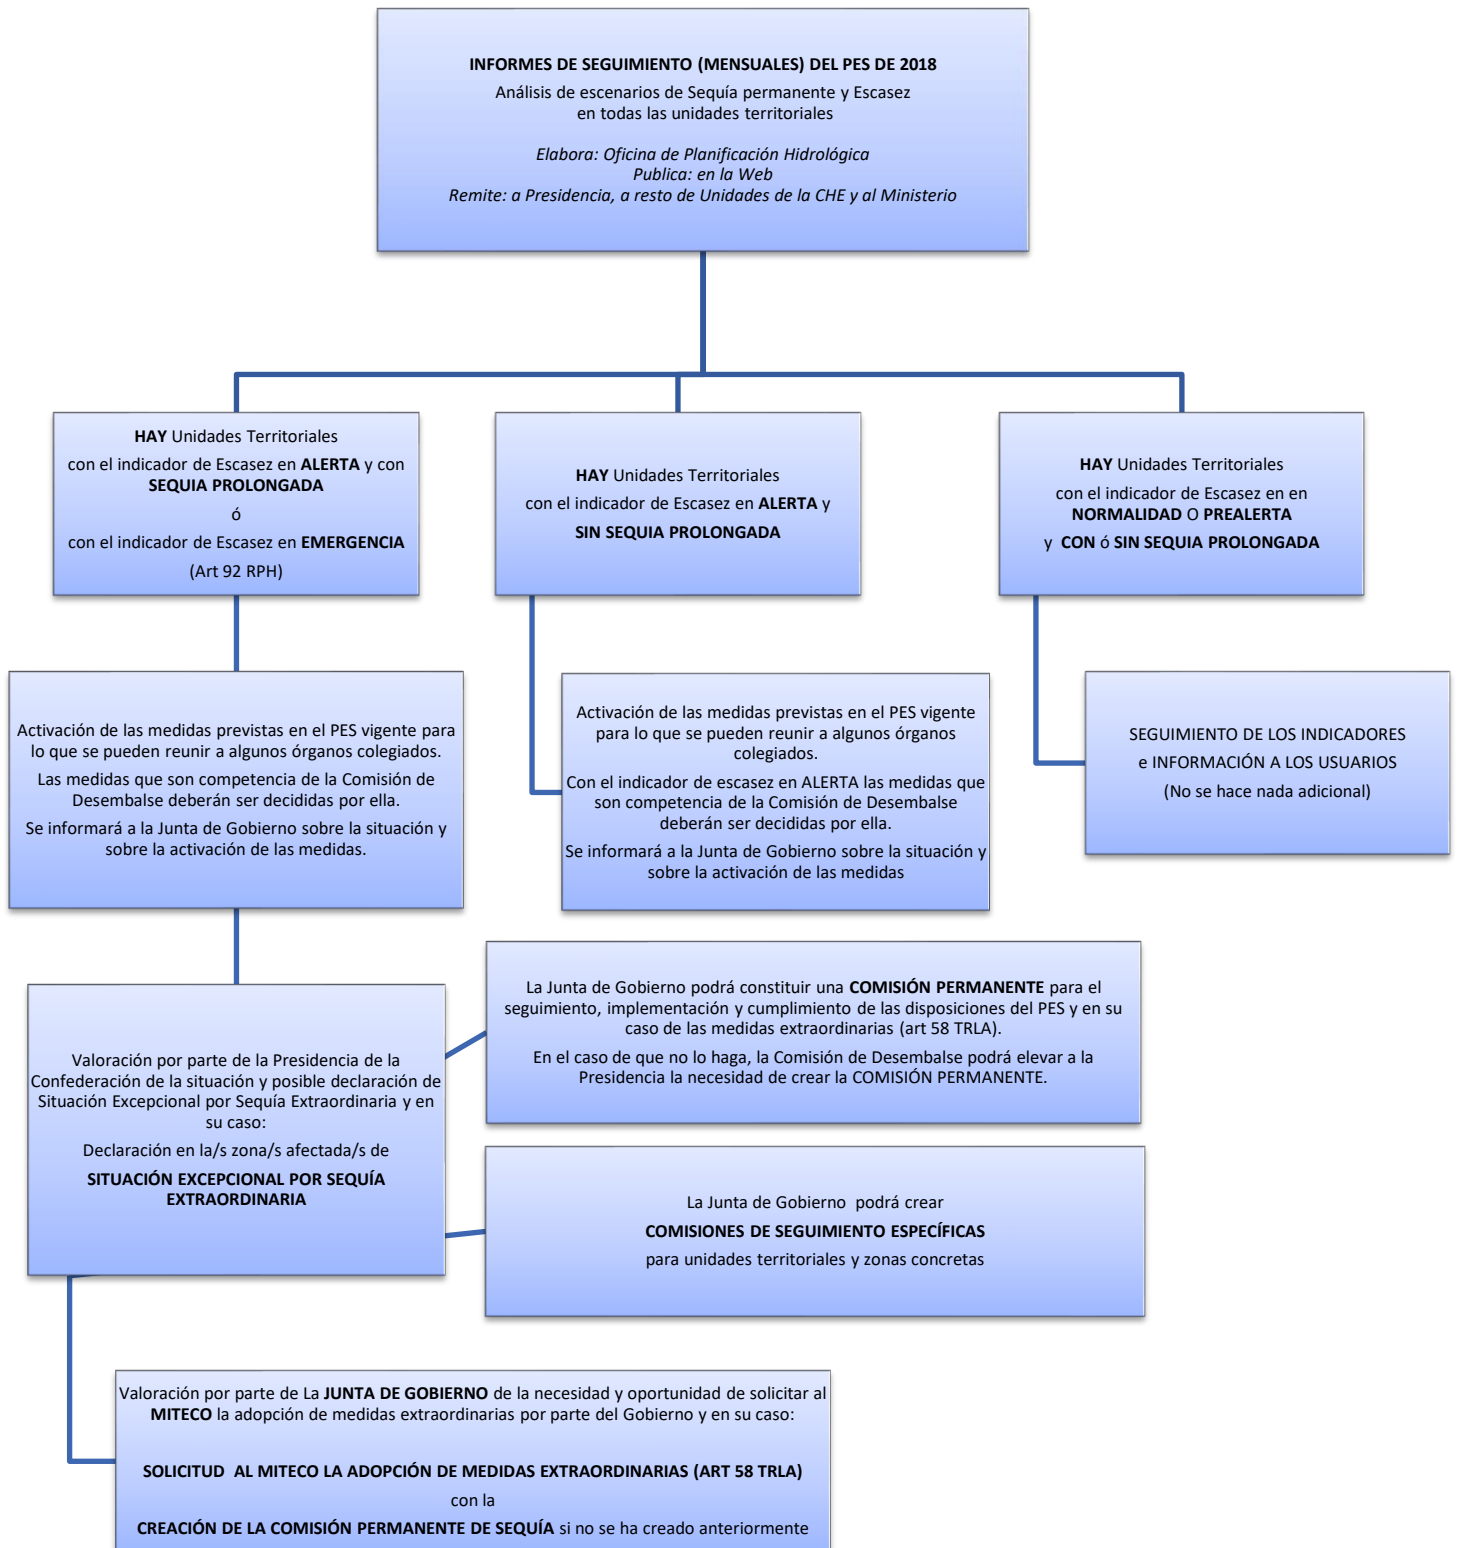 INFORMES DE SEGUIMIENTO (MENSUALES) DEL PES DE 2018
Análisis de escenarios de Sequía permanente y Escasez
en todas las unidades territoriales
Elabora: Oficina de Planificación Hidrológica
Publica: en la Web
Remite: a Presidencia, a resto de Unidades de la CHE y al Ministerio
HAY Unidades Territoriales
con el indicador de Escasez en ALERTA y con
SEQUIA PROLONGADA
ó
con el indicador de Escasez en EMERGENCIA
(Art 92 RPH)
HAY Unidades Territoriales
con el indicador de Escasez en ALERTA y
SIN SEQUIA PROLONGADA
HAY Unidades Territoriales
con el indicador de Escasez en en
NORMALIDAD O PREALERTA
y CON ó SIN SEQUIA PROLONGADA
Activación de las medidas previstas en el PES vigente para
lo que se pueden reunir a algunos órganos colegiados.
Las medidas que son competencia de la Comisión de
Desembalse deberán ser decididas por ella.
Se informará a la Junta de Gobierno sobre la situación y
sobre la activación de las medidas.
Activación de las medidas previstas en el PES vigente
para lo que se pueden reunir a algunos órganos
colegiados.
Con el indicador de escasez en ALERTA las medidas que
son competencia de la Comisión de Desembalse
deberán ser decididas por ella.
Se informará a la Junta de Gobierno sobre la situación y
sobre la activación de las medidas
SEGUIMIENTO DE LOS INDICADORES
e INFORMACIÓN A LOS USUARIOS
(No se hace nada adicional)
Valoración por parte de la Presidencia de la
Confederación de la situación y posible declaración de
Situación Excepcional por Sequía Extraordinaria y en
su caso:
Declaración en la/s zona/s afectada/s de
SITUACIÓN EXCEPCIONAL POR SEQUÍA
EXTRAORDINARIA
La Junta de Gobierno podrá constituir una COMISIÓN PERMANENTE para el
seguimiento, implementación y cumplimiento de las disposiciones del PES y en su
caso de las medidas extraordinarias (art 58 TRLA).
En el caso de que no lo haga, la Comisión de Desembalse podrá elevar a la
Presidencia la necesidad de crear la COMISIÓN PERMANENTE.
La Junta de Gobierno podrá crear
COMISIONES DE SEGUIMIENTO ESPECÍFICAS
para unidades territoriales y zonas concretas
Valoración por parte de La JUNTA DE GOBIERNO de la necesidad y oportunidad de solicitar al
MITECO la adopción de medidas extraordinarias por parte del Gobierno y en su caso:
SOLICITUD AL MITECO LA ADOPCIÓN DE MEDIDAS EXTRAORDINARIAS (ART 58 TRLA)
con la
CREACIÓN DE LA COMISIÓN PERMANENTE DE SEQUÍA si no se ha creado anteriormente